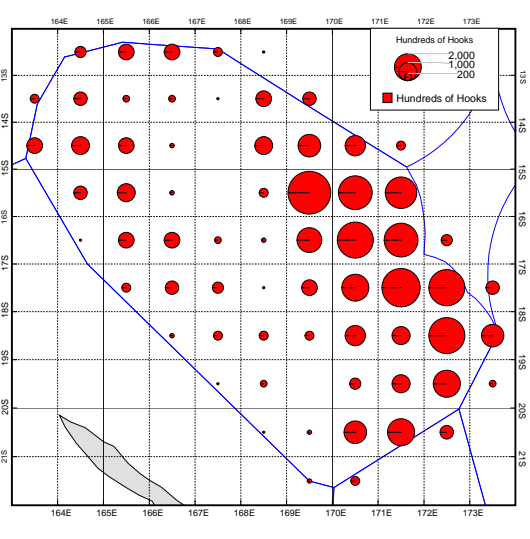 164E 165E 166E 167E 168E 169E 170E 171E 172E 173E
Hundreds of Hooks
2,000
1,000
200
Hundreds of Hooks
13S 13S
14S 14S
15S 15S
16S 16S
17S 17S
18S 18S
19S 19S
20S 20S
21S 21S
164E 165E 166E 167E 168E 169E 170E 171E 172E 173E